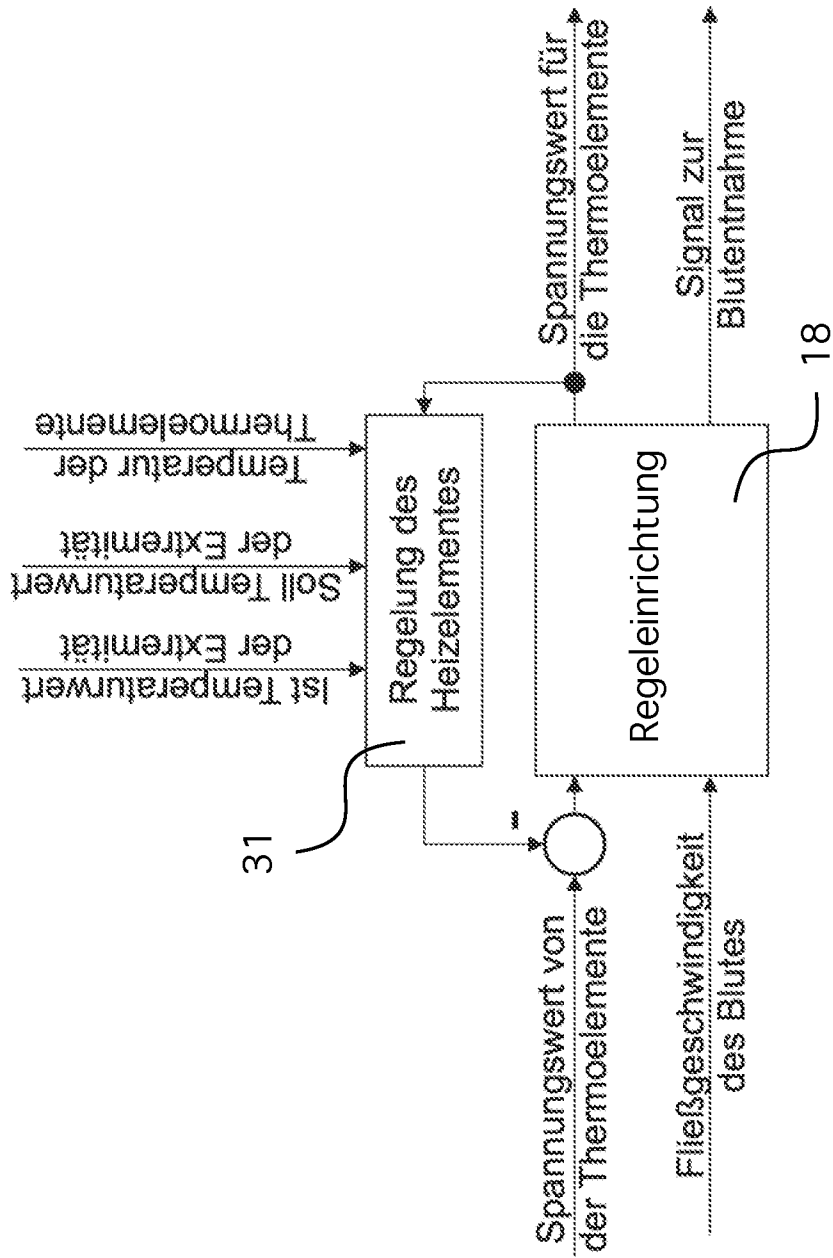 Ist Temperaturwert
der Extremität
Soll Temperaturwert
der Extremität
Temperatur der
Thermoelemente
31
Regelung des
Heizelementes
Spannungswert von
der Thermoelemente
-
Spannungswert für
die Thermoelemente
Fließgeschwindigkeit
des Blutes
Regeleinrichtung
Signal zur
Blutentnahme
18